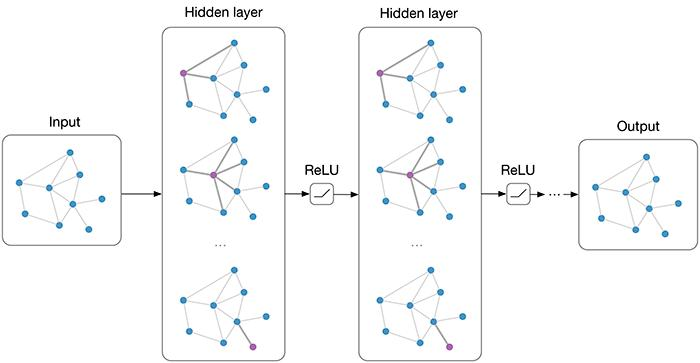 Input
Hidden layer
...
ReLU
Hidden layer
...
ReLU
...
Output